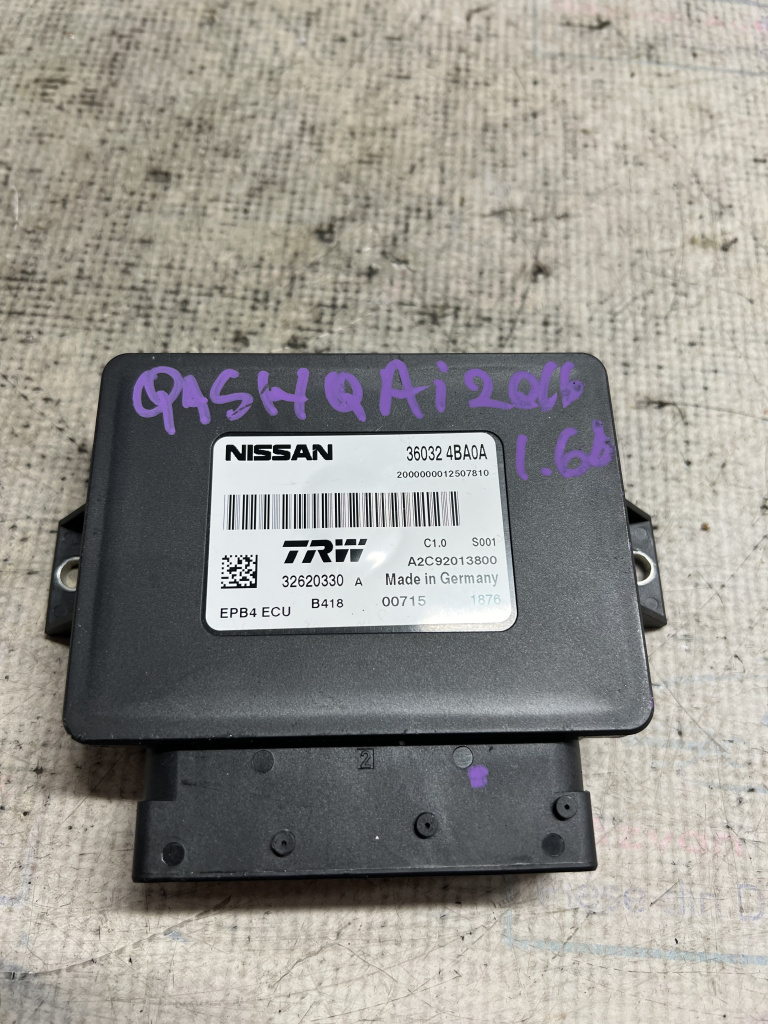 QASHQAi 2016
1.6d
NISSAN 36032 4BA0A
2000000012507810
TRW C1.0 S001
A2C92013800
32620330 A Made in Germany
EPB4 ECU B418 00715 1876
2